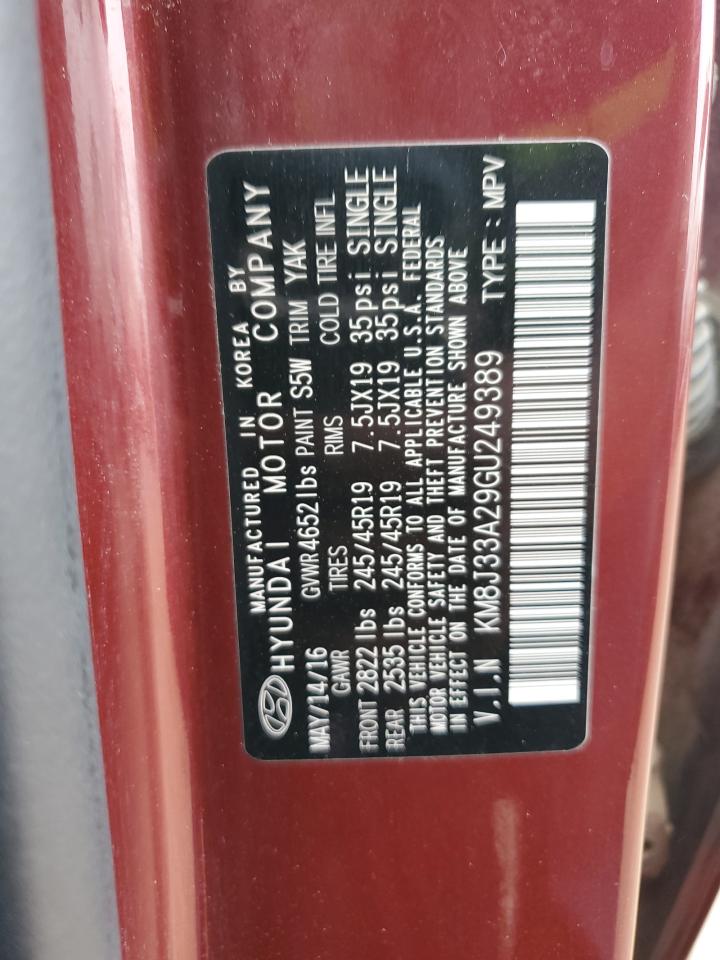 MANUFACTURED IN KOREA BY
HYUNDAI MOTOR COMPANY
MAY/14/16 GVWR 4652 lbs PAINT S5W TRIM YAK
GAWR TIRES RIMS COLD TIRE INFL
FRONT 2822 lbs 245/45R19 7.5JX19 35psi SINGLE
REAR 2535 lbs 245/45R19 7.5JX19 35psi SINGLE
THIS VEHICLE CONFORMS TO ALL APPLICABLE U.S.A. FEDERAL
MOTOR VEHICLE SAFETY AND THEFT PREVENTION STANDARDS
IN EFFECT ON THE DATE OF MANUFACTURE SHOWN ABOVE
V.I.N KM8J33A29GU249389 TYPE : MPV